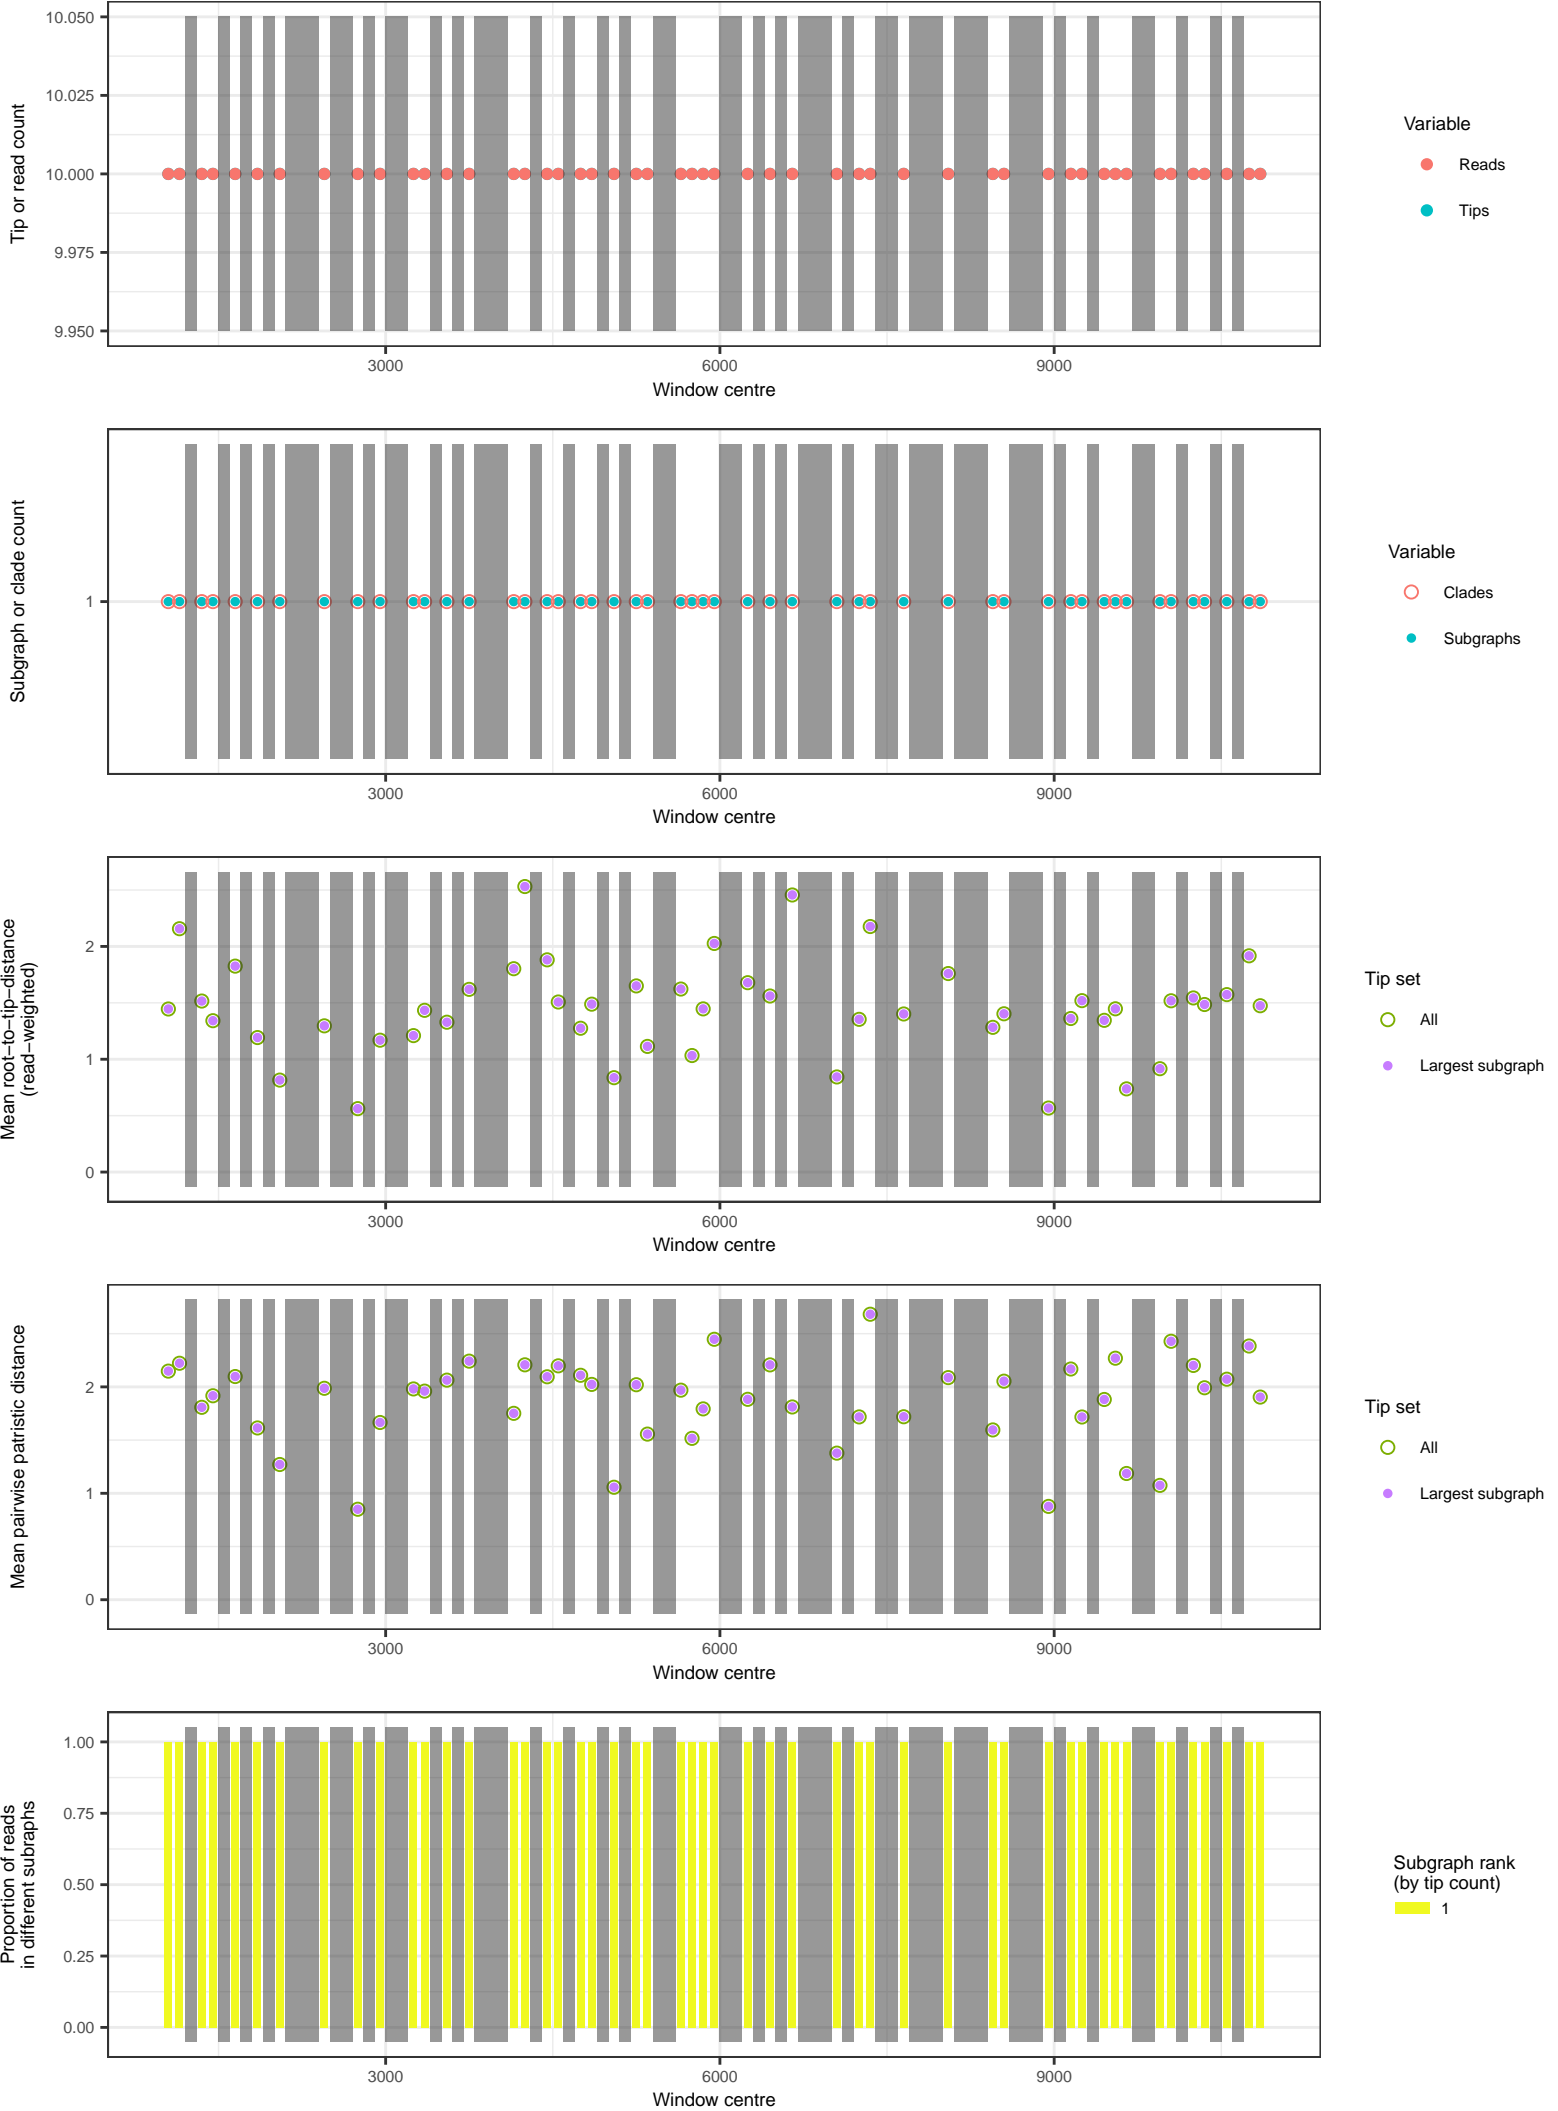 10.050
10.025
10.000
9.975
9.950
Tip or read count
3000
6000
9000
Window centre
Variable
Reads
Tips
1
Subgraph or clade count
3000
6000
9000
Window centre
Variable
Clades
Subgraphs
2
1
0
Mean root−to−tip−distance
(read−weighted)
3000
6000
9000
Window centre
Tip set
All
Largest subgraph
2
1
0
Mean pairwise patristic distance
3000
6000
9000
Window centre
Tip set
All
Largest subgraph
1.00
0.75
0.50
0.25
0.00
Proportion of reads
in different subraphs
3000
6000
9000
Window centre
Subgraph rank
(by tip count)
1